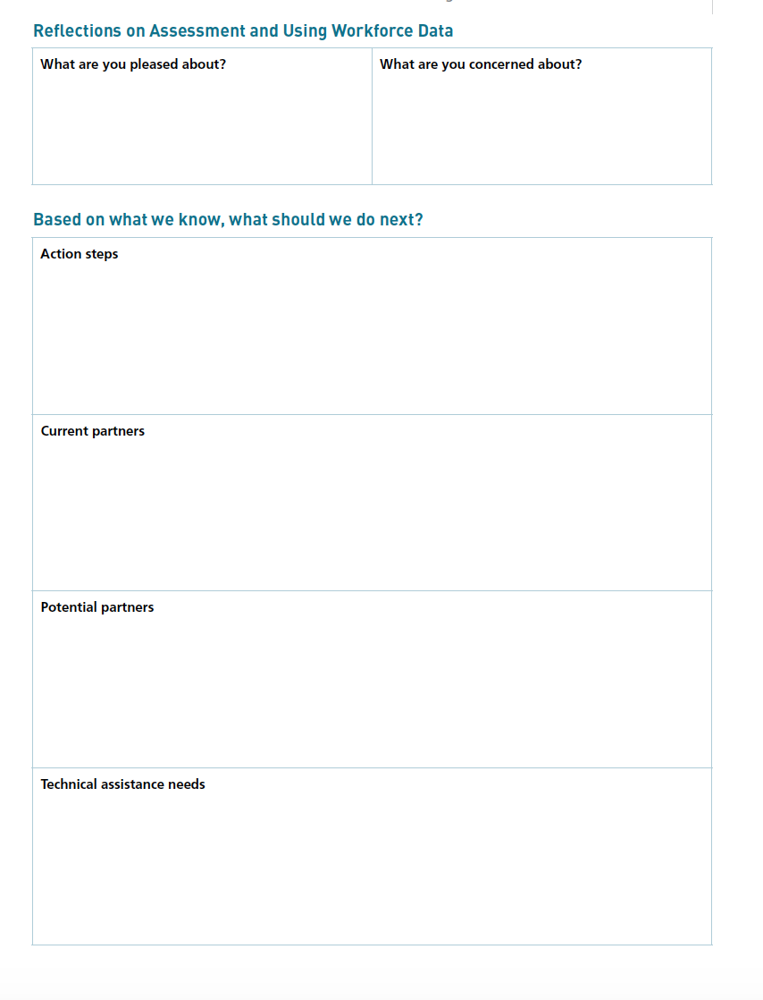 Reflections on Assessment and Using Workforce Data
What are you pleased about?
What are you concerned about?
Based on what we know, what should we do next?
Action steps
Current partners
Potential partners
Technical assistance needs